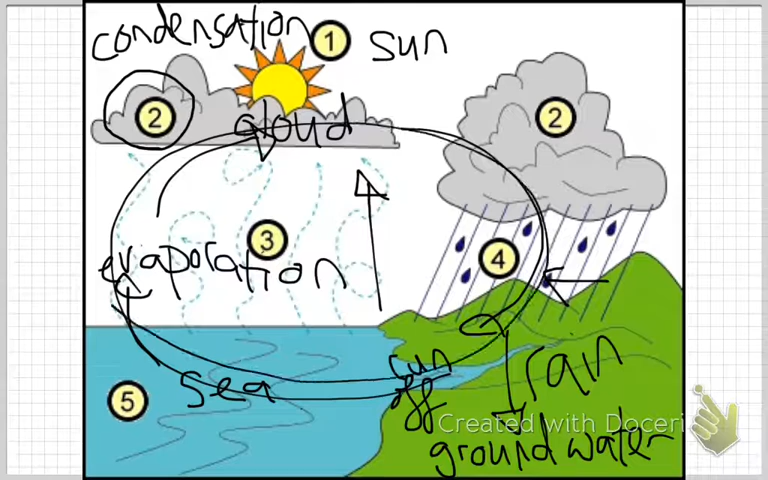 condensation 1 sun
2 cloud 2
3
evaporation
4
5 sea
run
off
rain
Created with Doceri
ground water